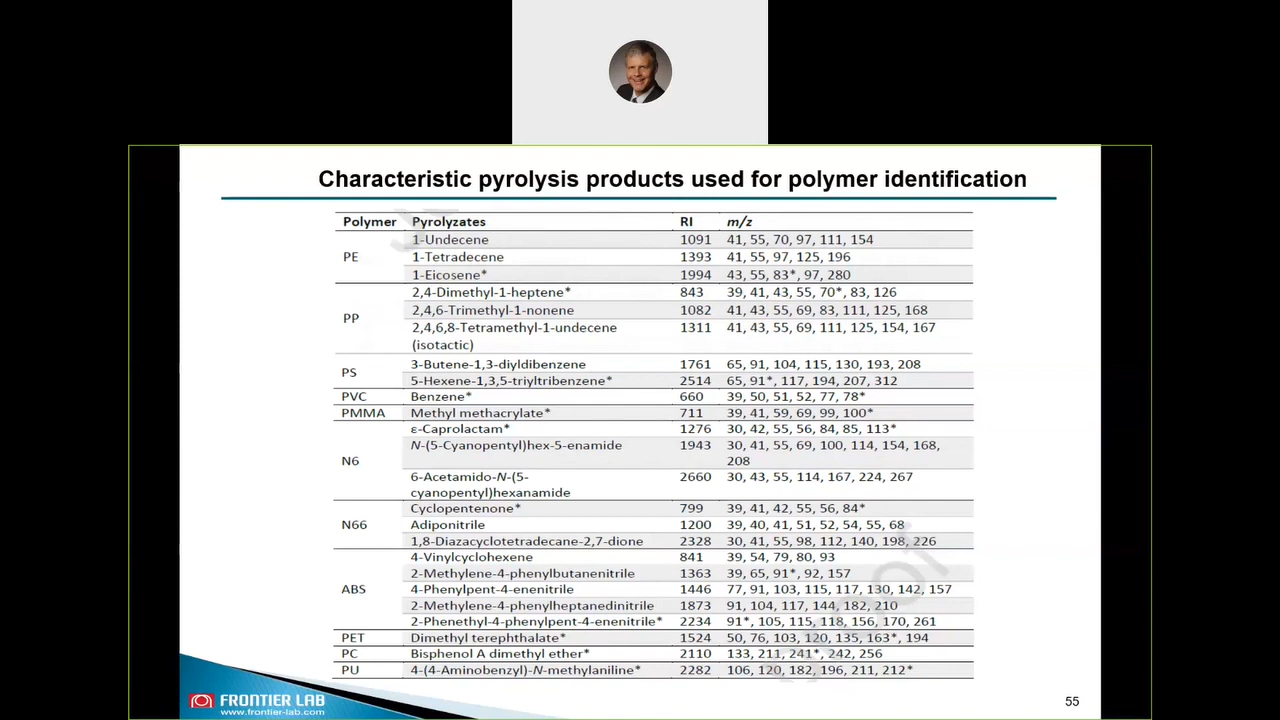 Characteristic pyrolysis products used for polymer identification
Polymer Pyrolyzates RI m/z
1-Undecene 1091 41, 55, 70, 97, 111, 154
PE 1-Tetradecene 1393 41, 55, 97, 125, 196
1-Eicosene* 1994 43, 55, 83*, 97, 280
2,4-Dimethyl-1-heptene* 843 39, 41, 43, 55, 70*, 83, 126
PP 2,4,6-Trimethyl-1-nonene 1082 41, 43, 55, 69, 83, 111, 125, 168
2,4,6,8-Tetramethyl-1-undecene 1311 41, 43, 55, 69, 111, 125, 154, 167
(isotactic)
PS 3-Butene-1,3-diyldibenzene 1761 65, 91, 104, 115, 130, 193, 208
5-Hexene-1,3,5-triyltribenzene* 2514 65, 91*, 117, 194, 207, 312
PVC Benzene* 660 39, 50, 51, 52, 77, 78*
PMMA Methyl methacrylate* 711 39, 41, 59, 69, 99, 100*
ε-Caprolactam* 1276 30, 42, 55, 56, 84, 85, 113*
N6 N-(5-Cyanopentyl)hex-5-enamide 1943 30, 41, 55, 69, 100, 114, 154, 168,
208
6-Acetamido-N-(5- 2660 30, 43, 55, 114, 167, 224, 267
cyanopentyl)hexanamide
Cyclopentenone* 799 39, 41, 42, 55, 56, 84*
N66 Adiponitrile 1200 39, 40, 41, 51, 52, 54, 55, 68
1,8-Diazacyclotetradecane-2,7-dione 2328 30, 41, 55, 98, 112, 140, 198, 226
4-Vinylcyclohexene 841 39, 54, 79, 80, 93
2-Methylene-4-phenylbutanenitrile 1363 39, 65, 91*, 92, 157
ABS 4-Phenylpent-4-enenitrile 1446 77, 91, 103, 115, 117, 130, 142, 157
2-Methylene-4-phenylheptanedinitrile 1873 91, 104, 117, 144, 182, 210
2-Phenethyl-4-phenylpent-4-enenitrile* 2234 91*, 105, 115, 118, 156, 170, 261
PET Dimethyl terephthalate* 1524 50, 76, 103, 120, 135, 163*, 194
PC Bisphenol A dimethyl ether* 2110 133, 211, 241*, 242, 256
PU 4-(4-Aminobenzyl)-N-methylaniline* 2282 106, 120, 182, 196, 211, 212*
FRONTIER LAB
www.frontier-lab.com
55